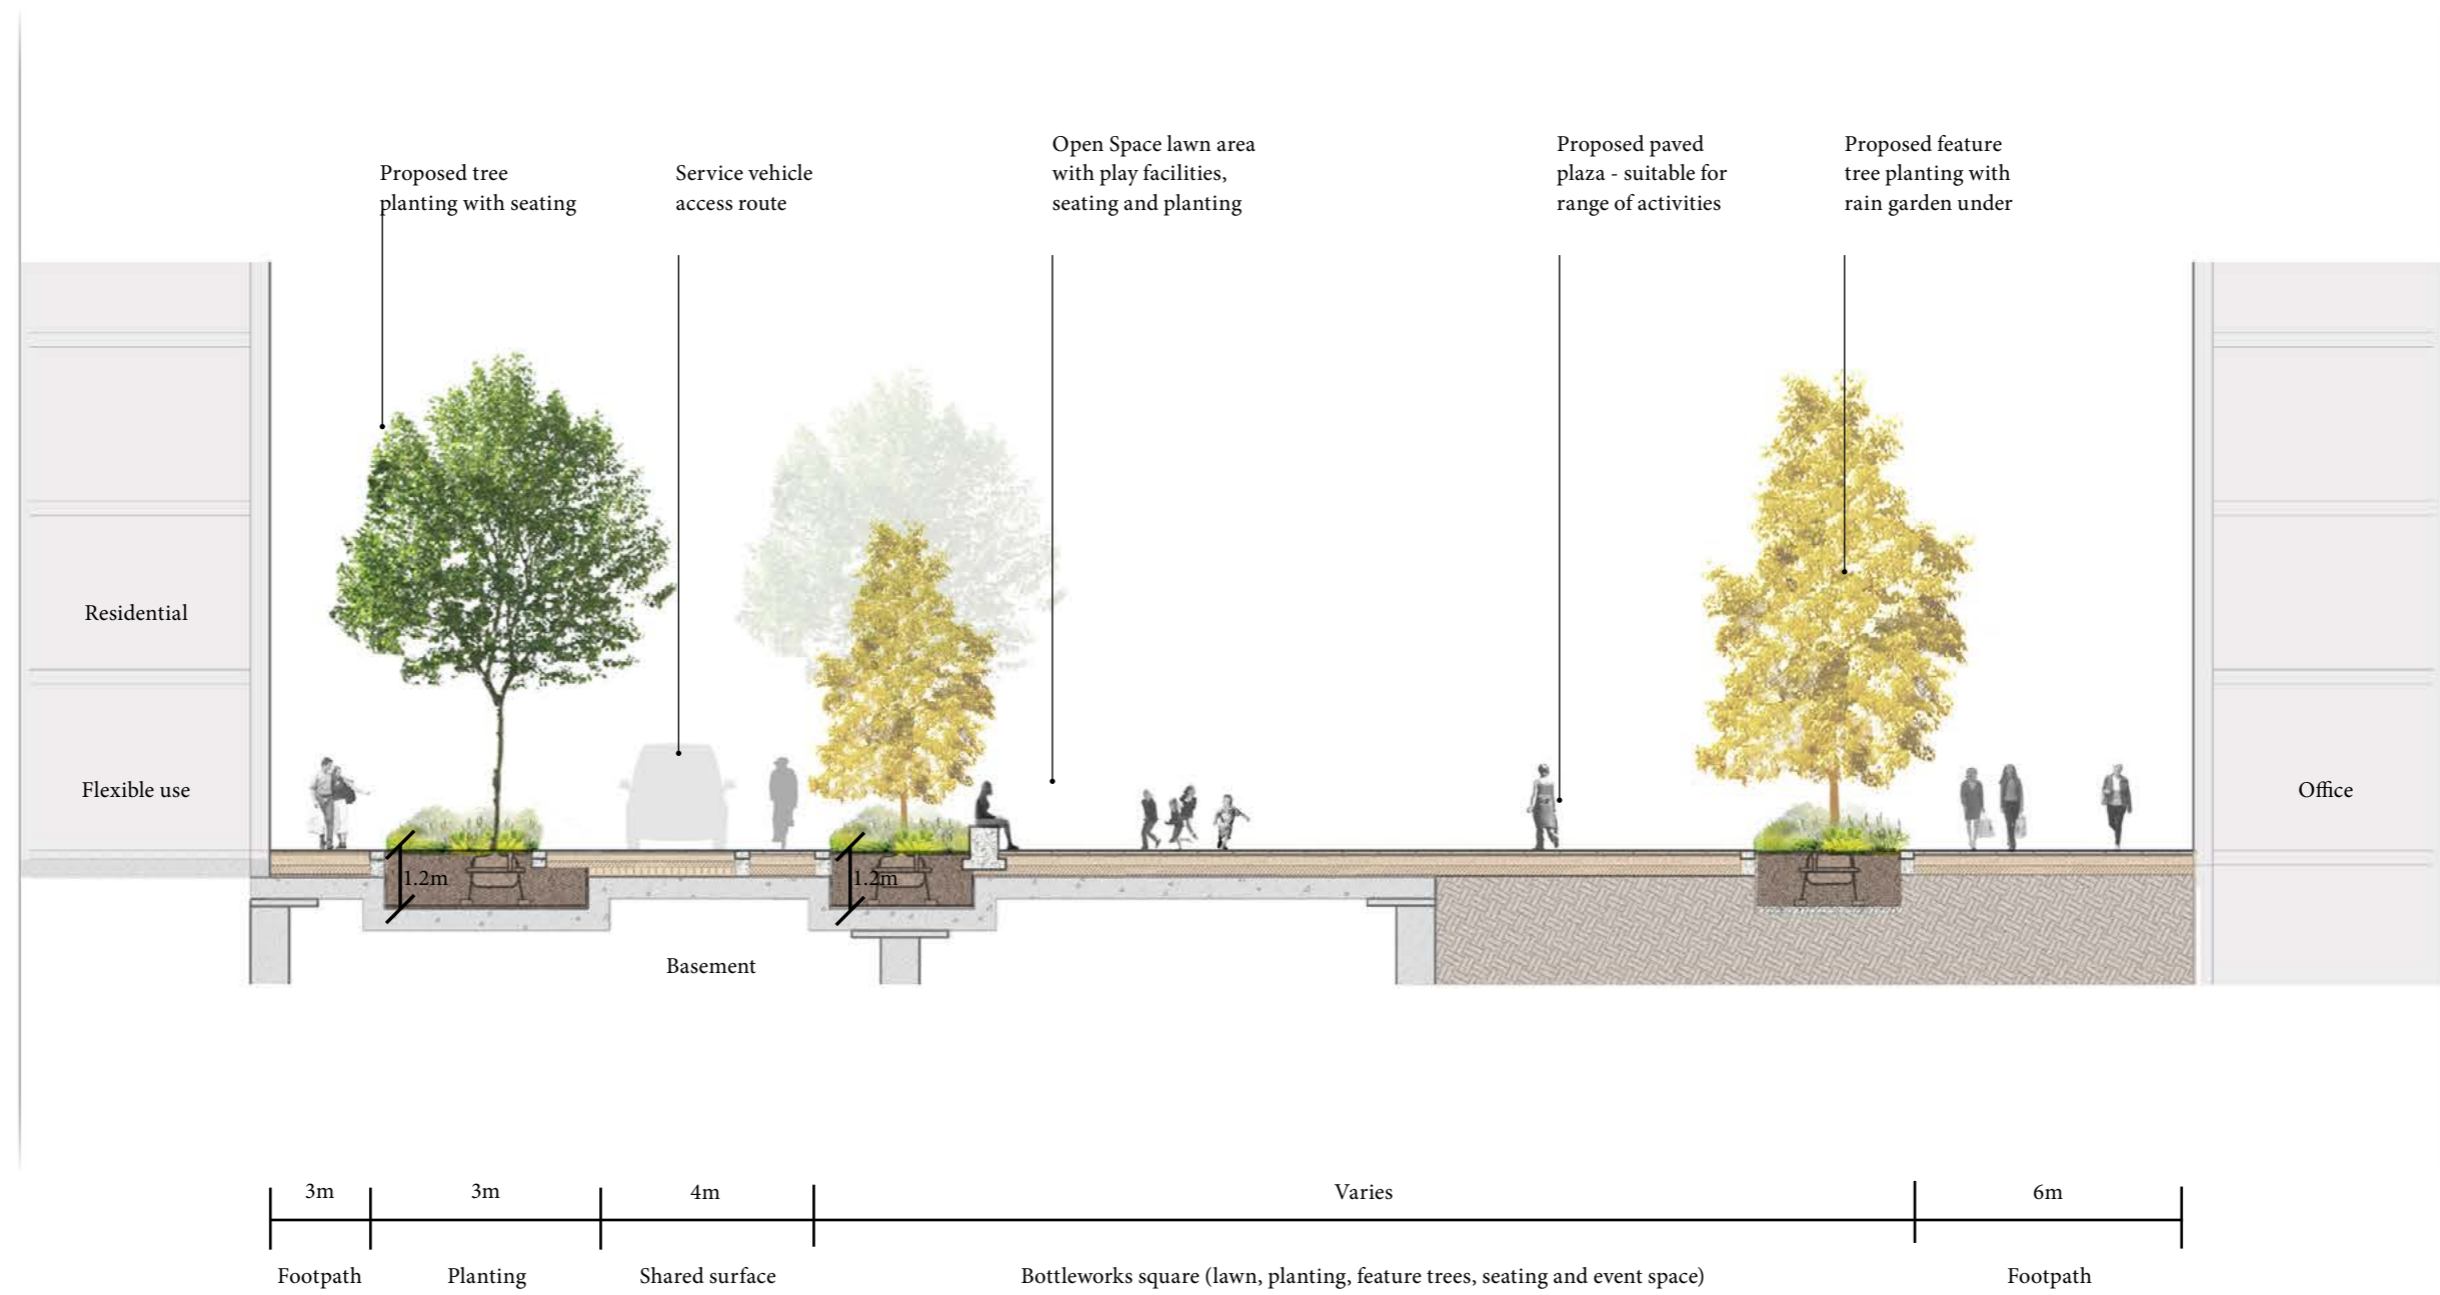 Proposed tree
planting with seating
Service vehicle
access route
Open Space lawn area
with play facilities,
seating and planting
Proposed paved
plaza - suitable for
range of activities
Proposed feature
tree planting with
rain garden under
Residential
Flexible use
Office
1.2m
1.2m
Basement
3m
3m
4m
Varies
6m
Footpath
Planting
Shared surface
Bottleworks square (lawn, planting, feature trees, seating and event space)
Footpath